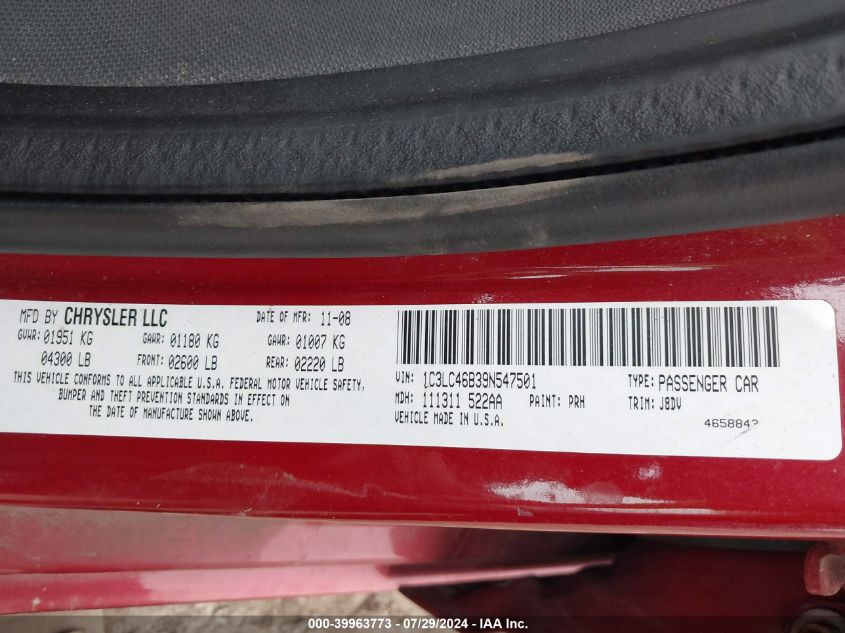 MFD BY CHRYSLER LLC DATE OF MFR: 11-08
GVWR: 01951 KG GAWR: 01180 KG GAWR: 01007 KG
04300 LB FRONT: 02600 LB REAR: 02220 LB
THIS VEHICLE CONFORMS TO ALL APPLICABLE U.S.A. FEDERAL MOTOR VEHICLE SAFETY,
BUMPER AND THEFT PREVENTION STANDARDS IN EFFECT ON
THE DATE OF MANUFACTURE SHOWN ABOVE.
VIN: 1C3LC46B39N547501 TYPE: PASSENGER CAR
MDH: 111311 522AA PAINT: PRH TRIM: J8DV
VEHICLE MADE IN U.S.A.
000-39963773 - 07/29/2024 - IAA Inc.